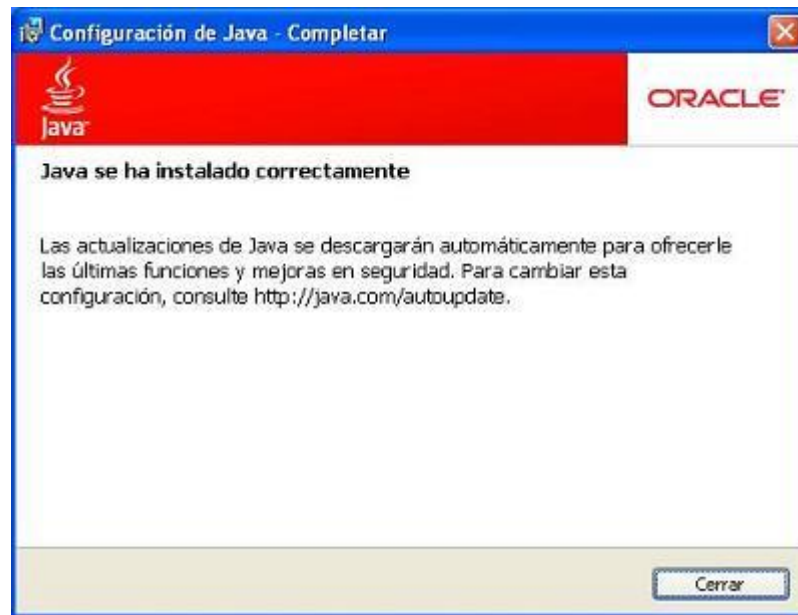 Configuración de Java - Completar
Java
ORACLE
Java se ha instalado correctamente
Las actualizaciones de Java se descargarán automáticamente para ofrecerle
las últimas funciones y mejoras en seguridad. Para cambiar esta
configuración, consulte http://java.com/autoupdate.
Cerrar